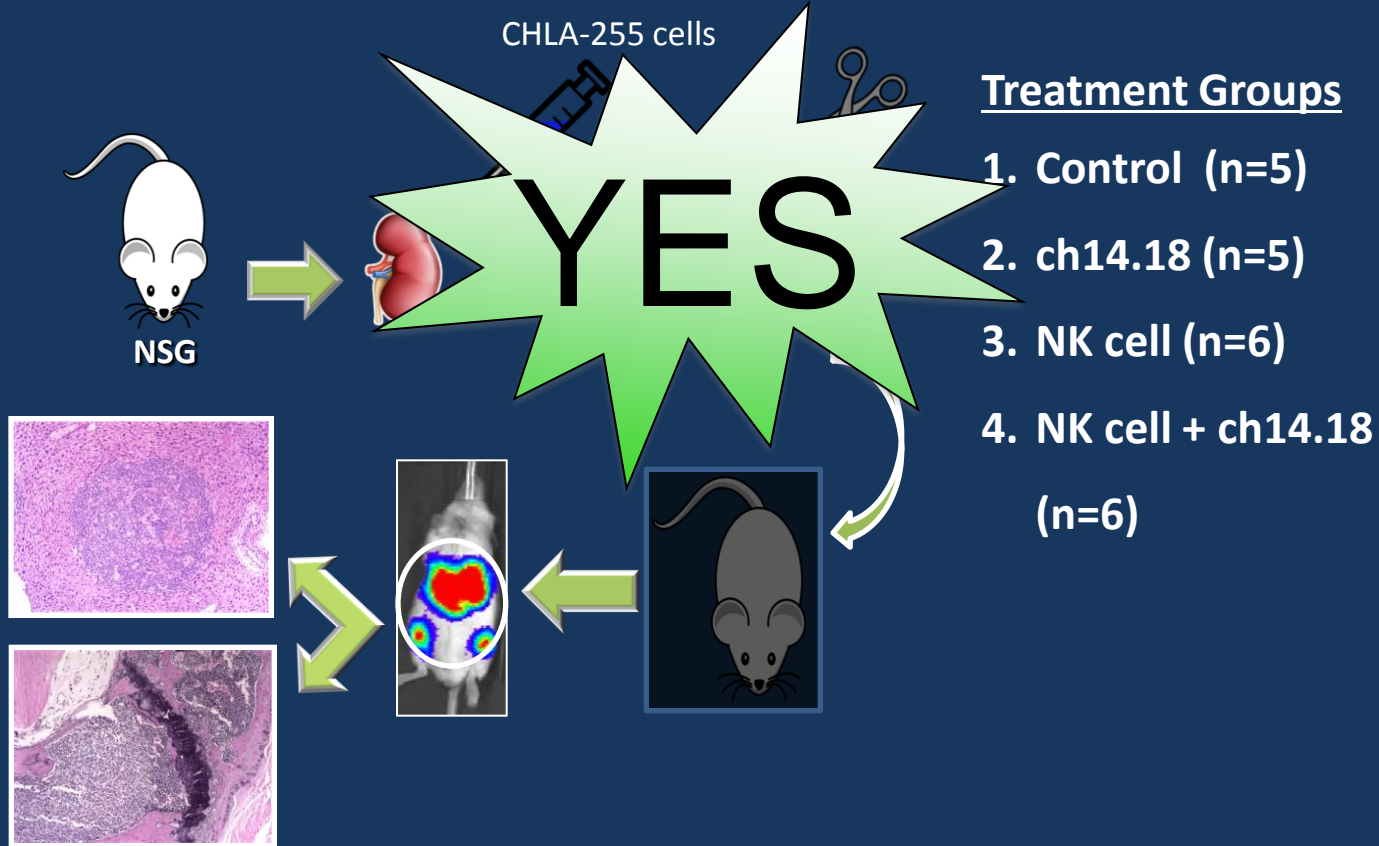 CHLA-255 cells
YES
NSG
Treatment Groups
1. Control (n=5)
2. ch14.18 (n=5)
3. NK cell (n=6)
4. NK cell + ch14.18
(n=6)